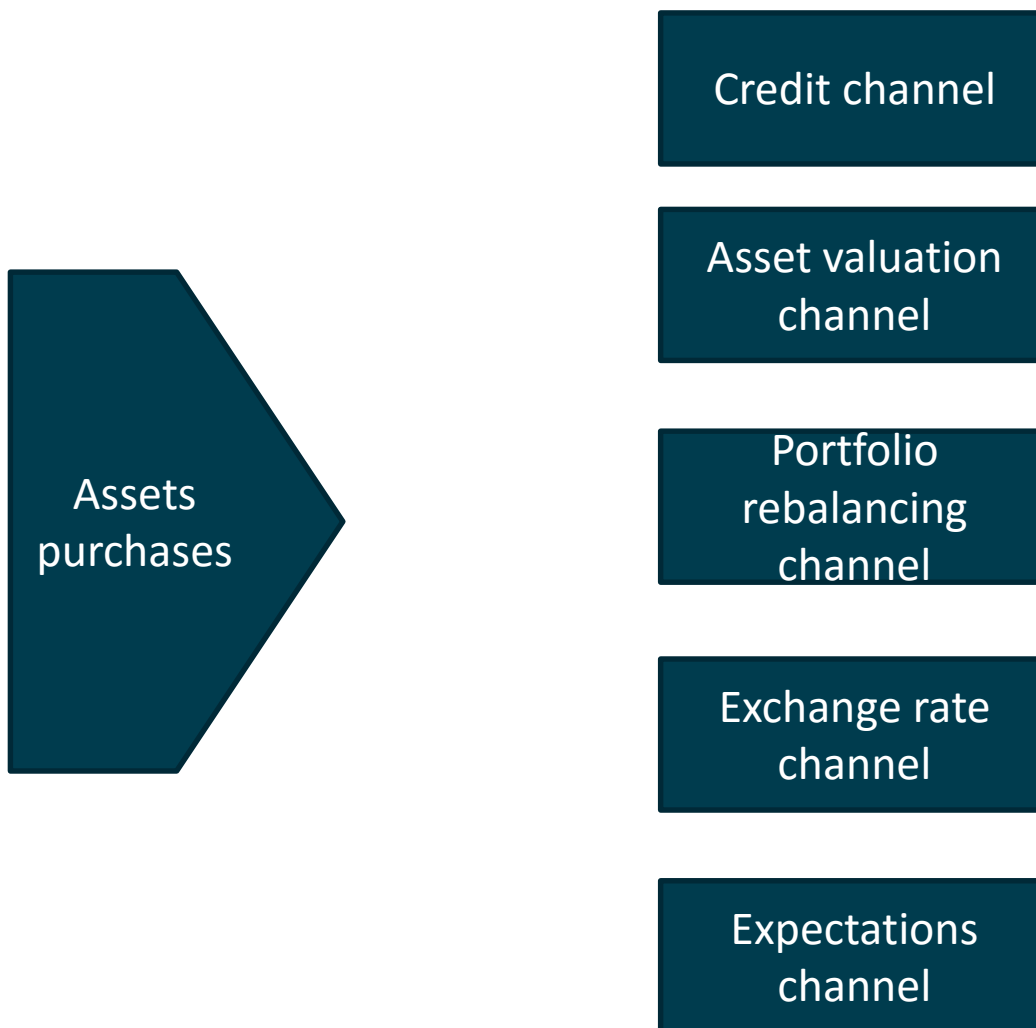 Credit channel
Asset valuation
channel
Assets
purchases
Portfolio
rebalancing
channel
Exchange rate
channel
Expectations
channel